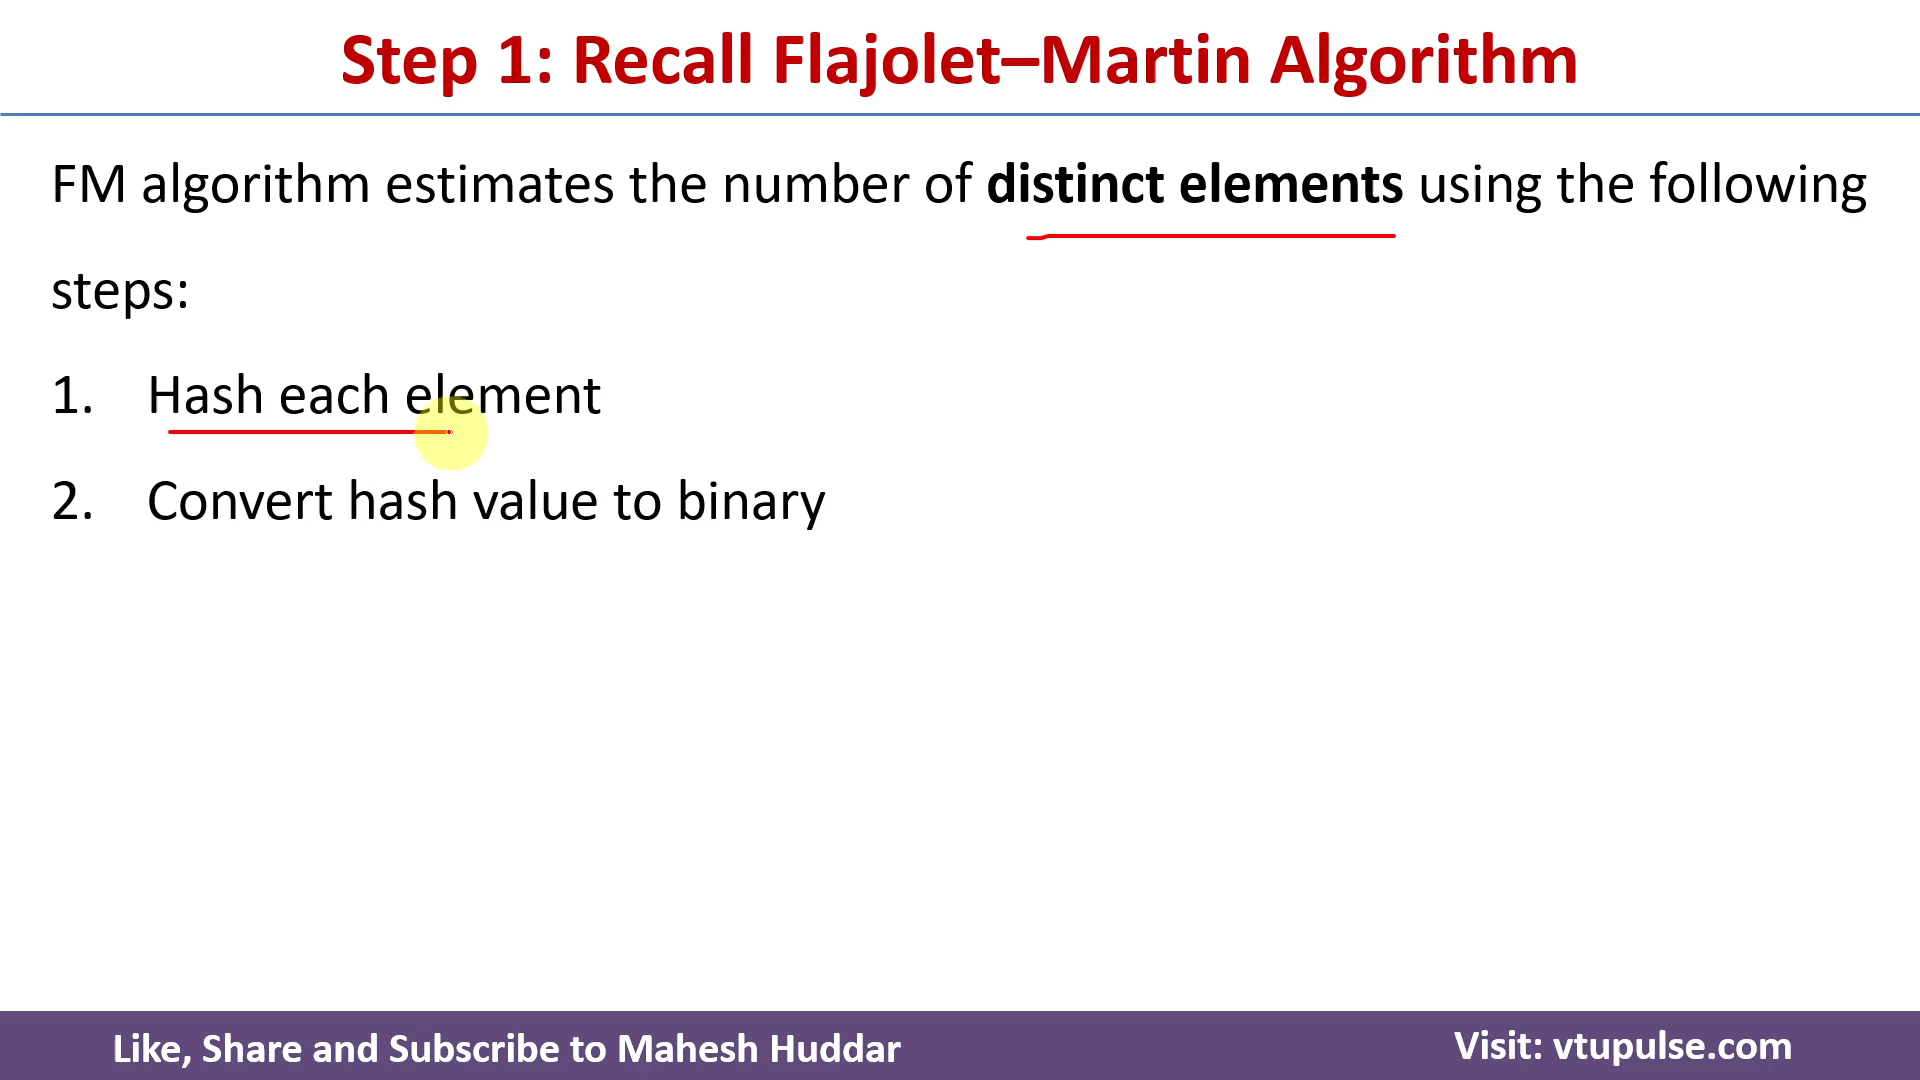 Step 1: Recall Flajolet–Martin Algorithm
FM algorithm estimates the number of distinct elements using the following
steps:
1. Hash each element
2. Convert hash value to binary
Like, Share and Subscribe to Mahesh Huddar
Visit: vtupulse.com